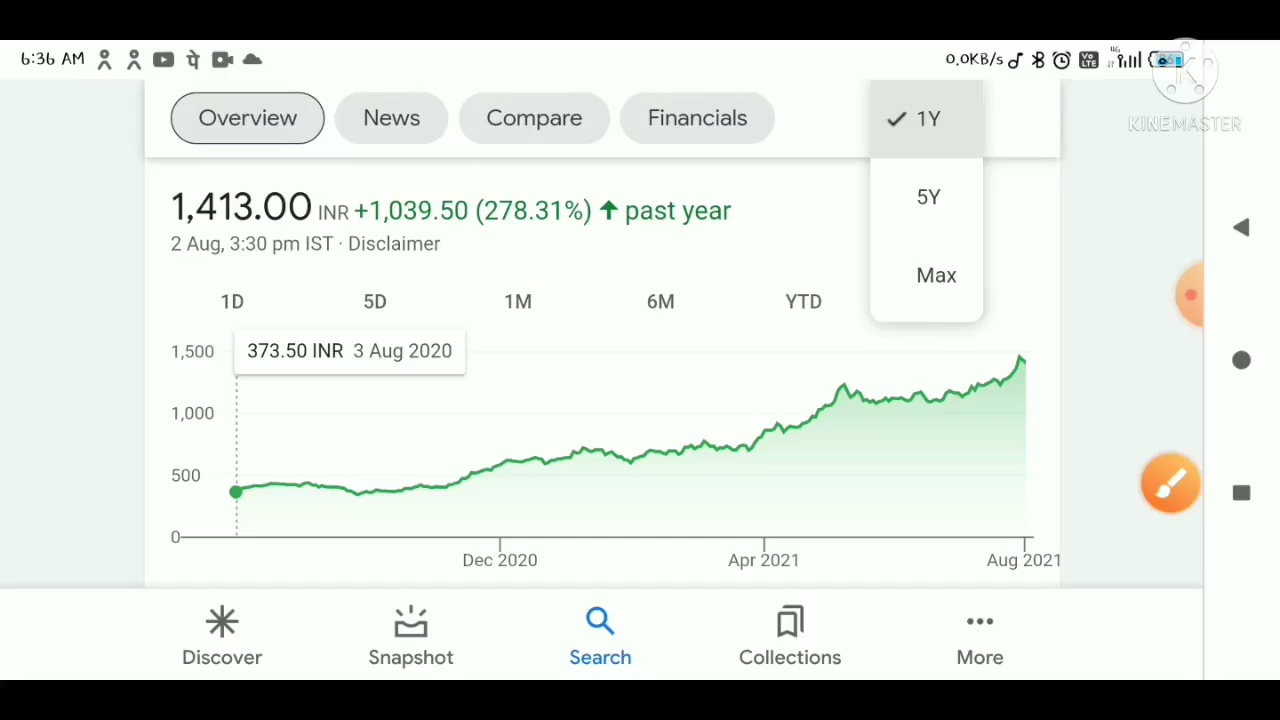 6:36 AM पे 0.0KB/s VO LTE 4G
KINEMASTER
Overview News Compare Financials 1Y
5Y
Max
1,413.00 INR +1,039.50 (278.31%) ↑ past year
2 Aug, 3:30 pm IST · Disclaimer
1D 5D 1M 6M YTD
373.50 INR 3 Aug 2020
1,500
1,000
500
0
Dec 2020 Apr 2021 Aug 2021
Discover Snapshot Search Collections More